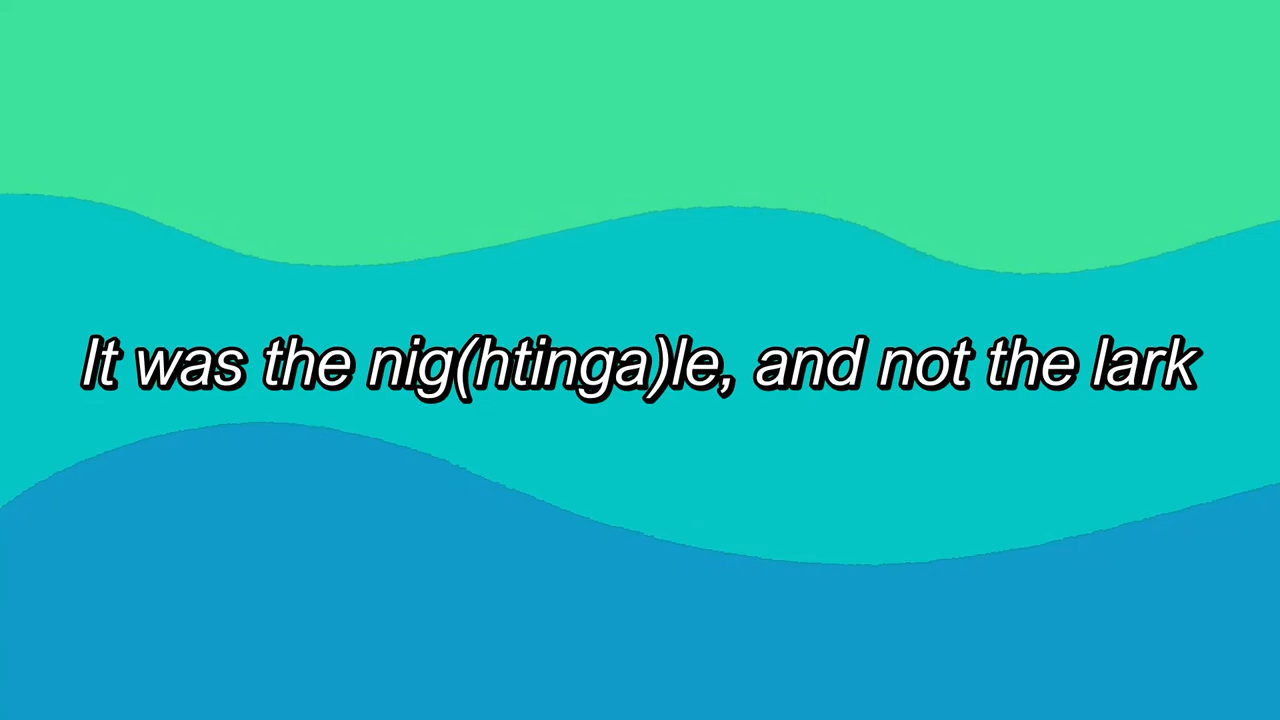 It was the nig(htinga)le, and not the lark